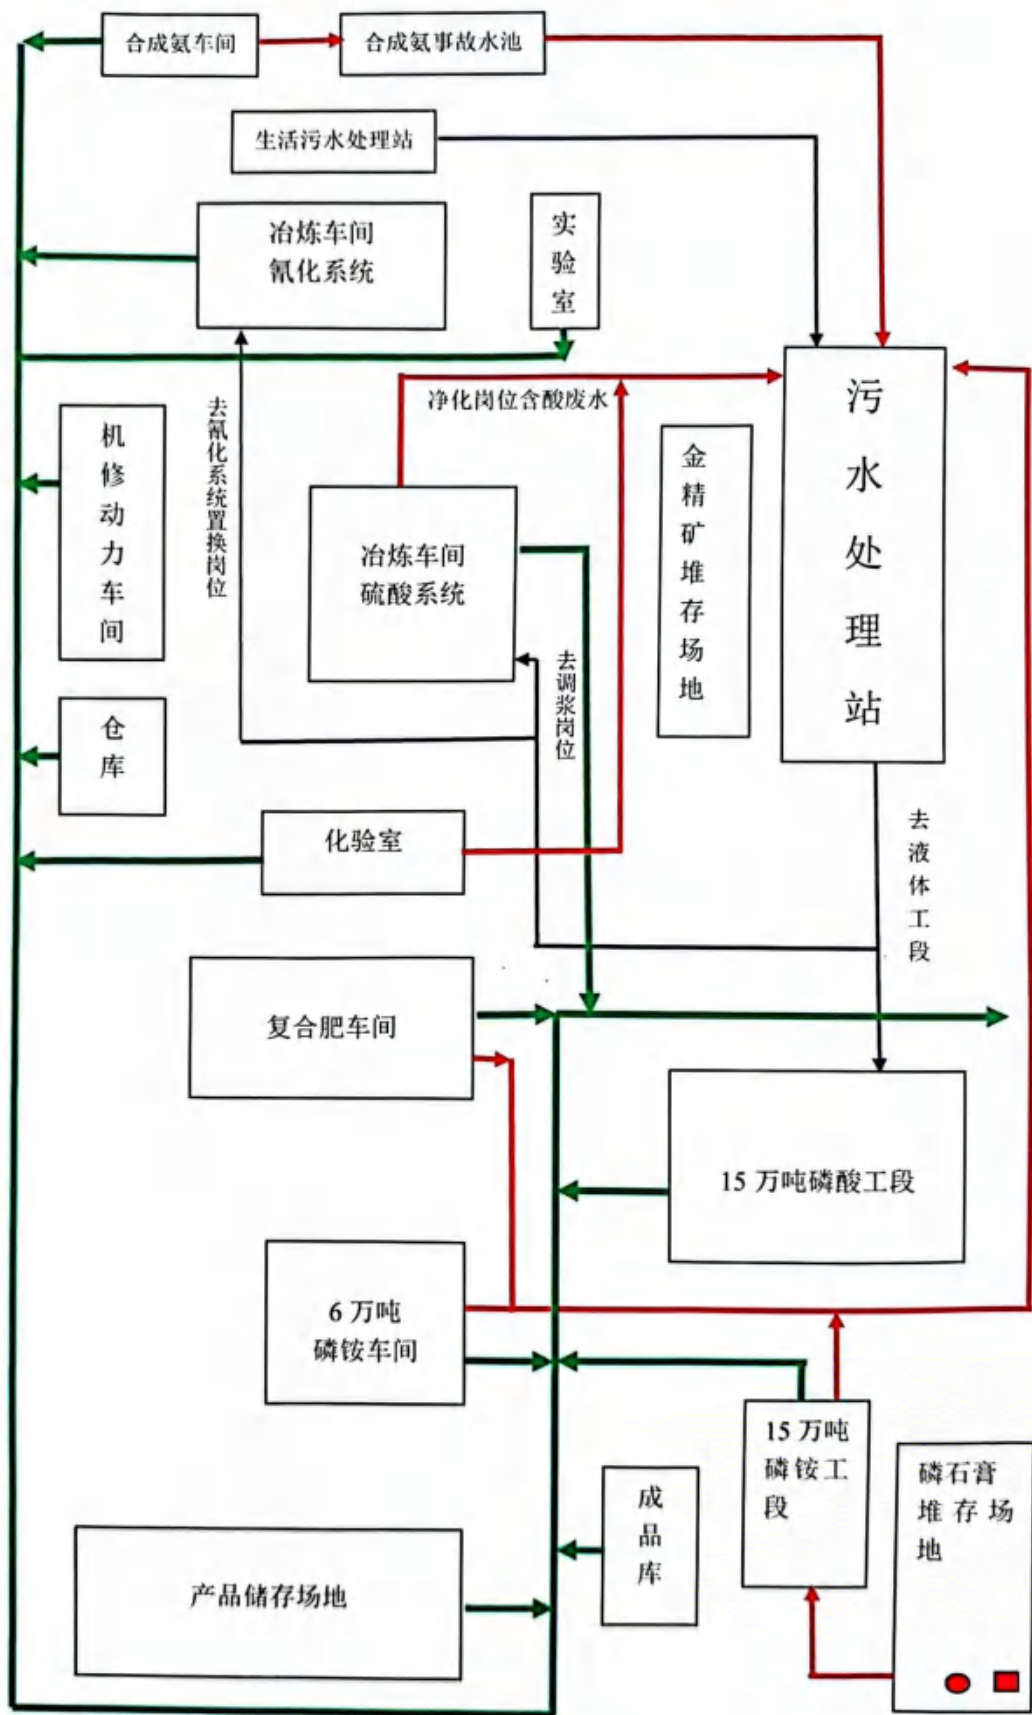 合成氨车间
合成氨事故水池
生活污水处理站
冶炼车间
氰化系统
实验室
净化岗位含酸废水
污水处理站
去氰化系统置换岗位
机修动力车间
金精矿堆存场地
冶炼车间
硫酸系统
去调浆岗位
仓库
化验室
去液体工段
复合肥车间
15 万吨磷酸工段
6 万吨
磷铵车间
15 万吨
磷铵工
段
磷石膏
堆存场
地
成品库
产品储存场地